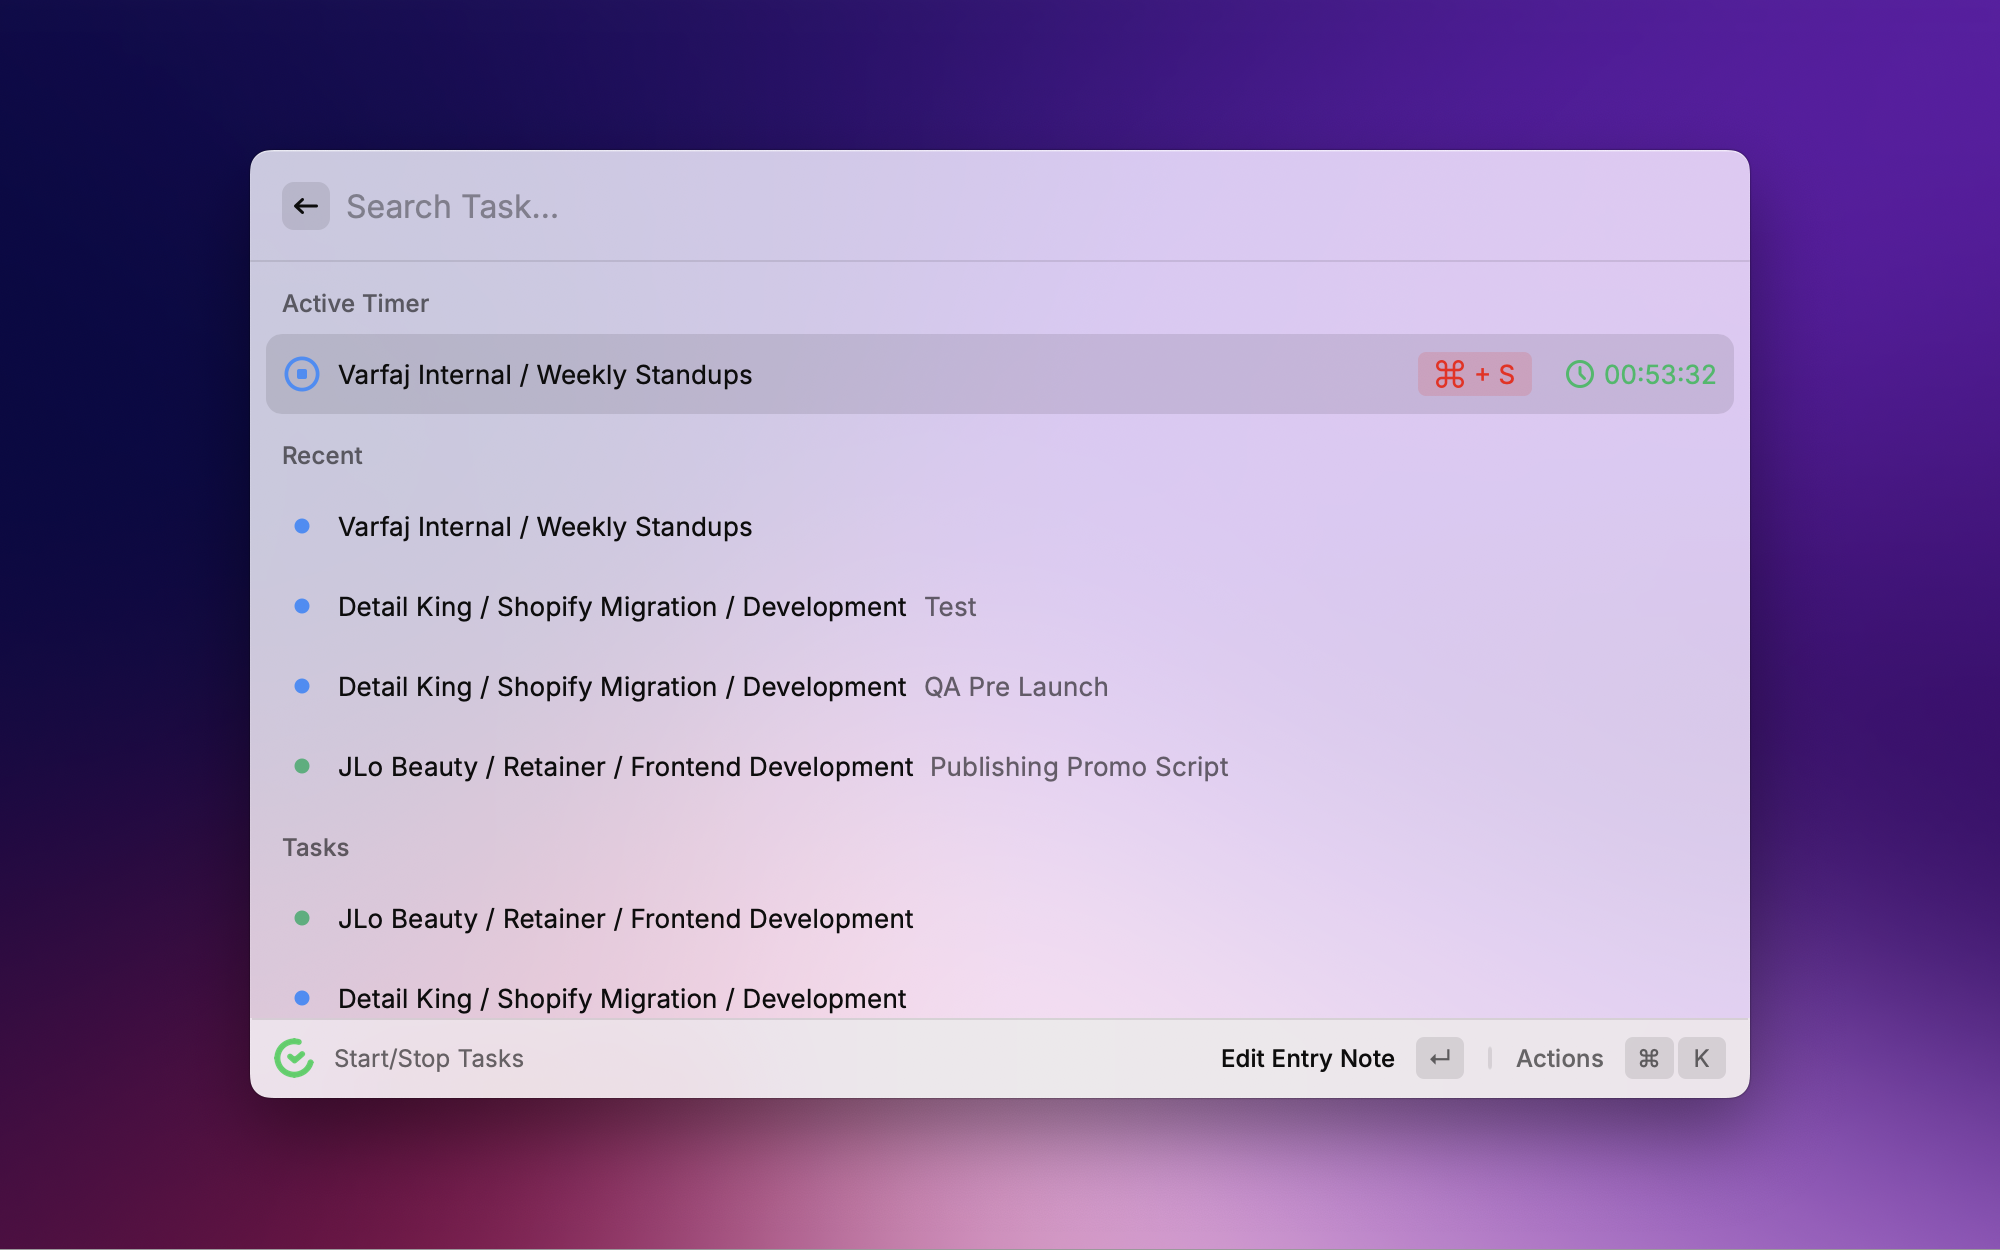 Search Task...
Active Timer
Varfaj Internal / Weekly Standups ⌘ + S 00:53:32
Recent
Varfaj Internal / Weekly Standups
Detail King / Shopify Migration / Development Test
Detail King / Shopify Migration / Development QA Pre Launch
JLo Beauty / Retainer / Frontend Development Publishing Promo Script
Tasks
JLo Beauty / Retainer / Frontend Development
Detail King / Shopify Migration / Development
Start/Stop Tasks Edit Entry Note ↵ Actions ⌘ K